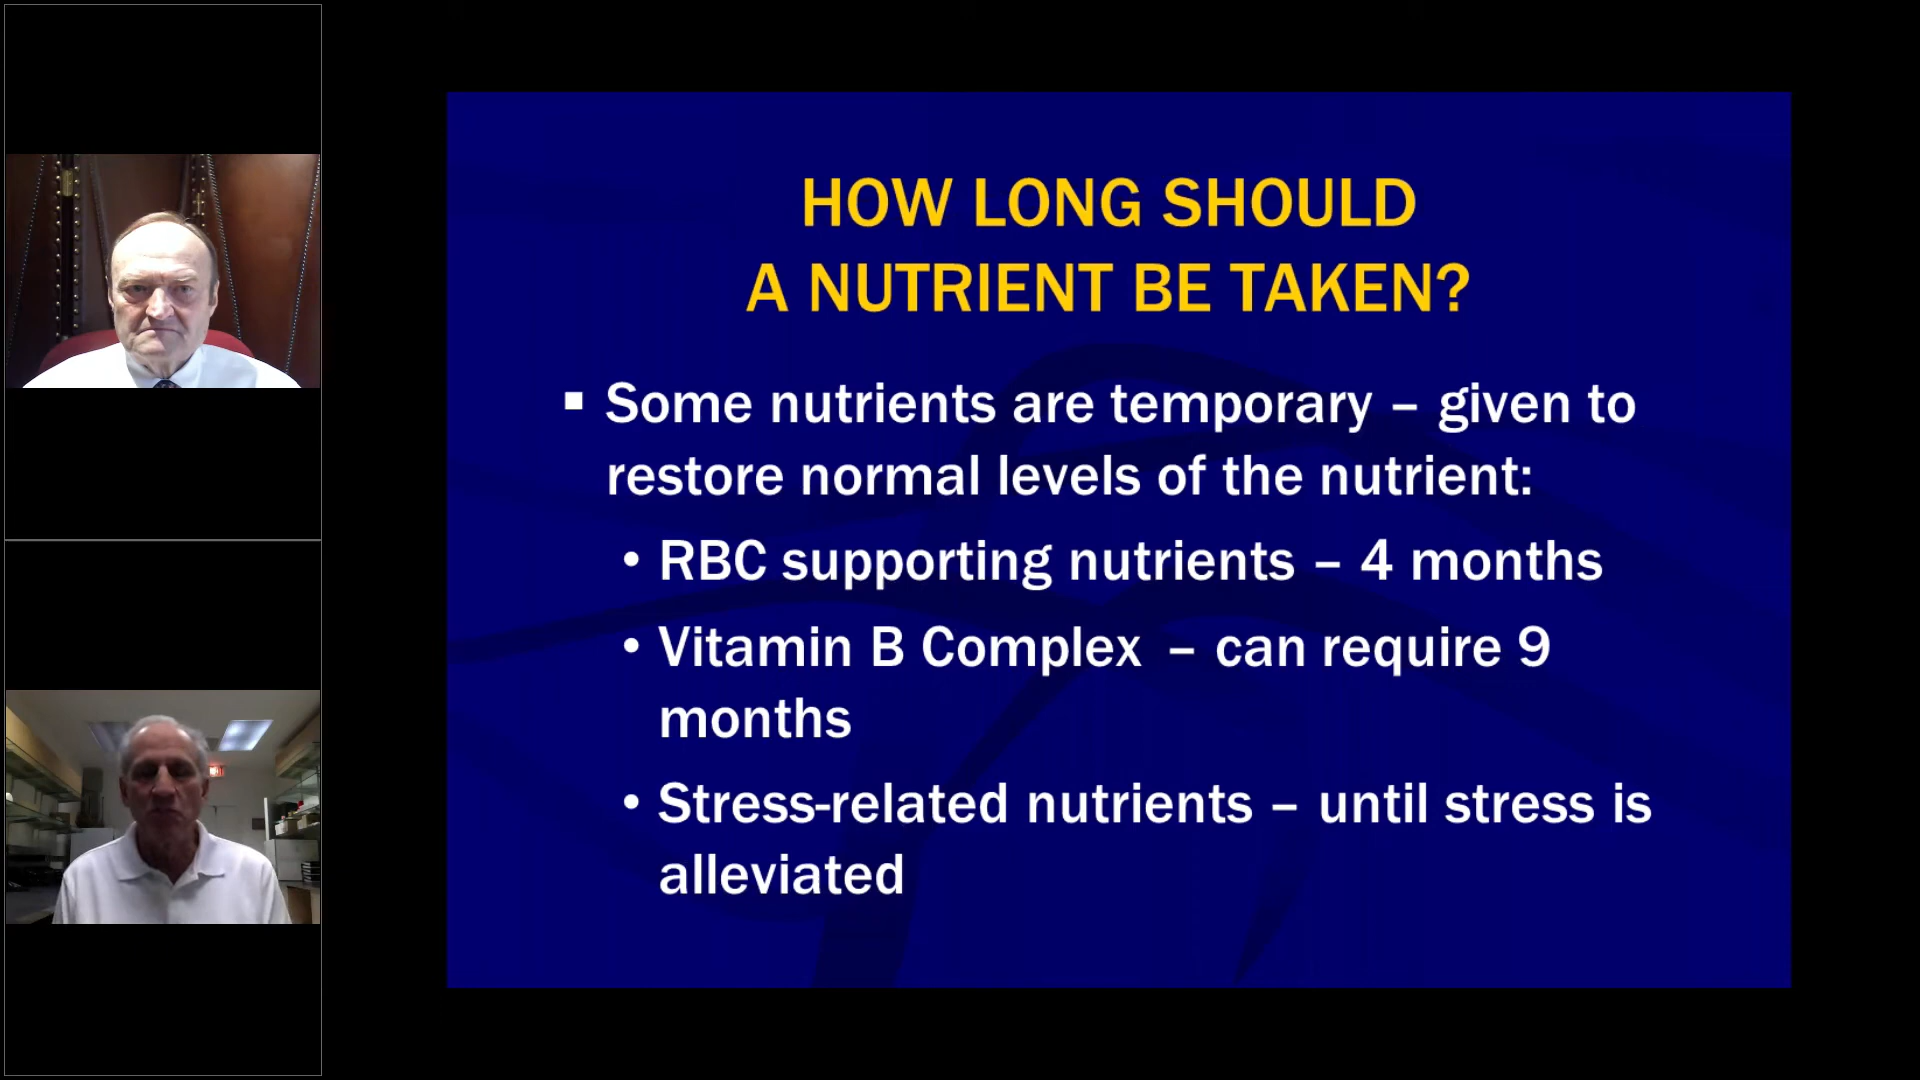 HOW LONG SHOULD
A NUTRIENT BE TAKEN?
▪ Some nutrients are temporary – given to
restore normal levels of the nutrient:
• RBC supporting nutrients – 4 months
• Vitamin B Complex – can require 9
months
• Stress-related nutrients – until stress is
alleviated